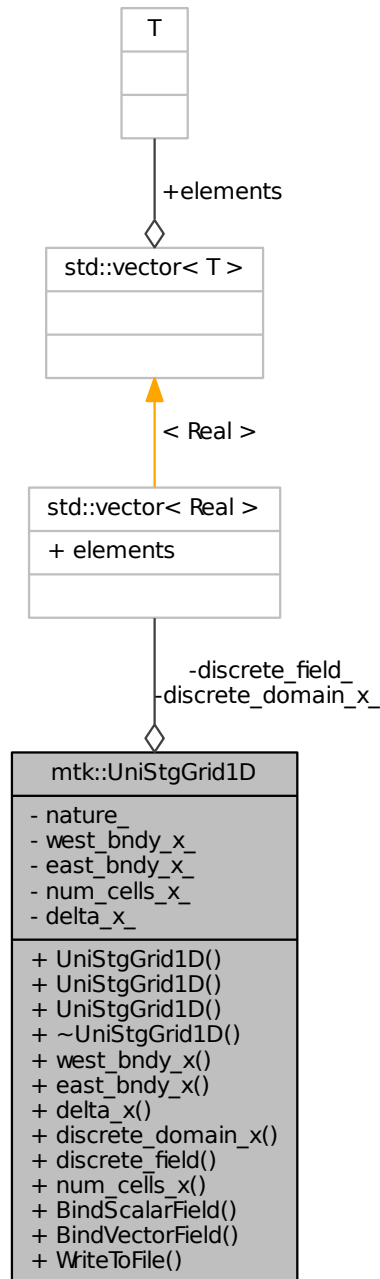 T
+elements
std::vector< T >
< Real >
std::vector< Real >
+ elements
-discrete_field_
-discrete_domain_x_
mtk::UniStgGrid1D
- nature_
- west_bndy_x_
- east_bndy_x_
- num_cells_x_
- delta_x_
+ UniStgGrid1D()
+ UniStgGrid1D()
+ UniStgGrid1D()
+ ~UniStgGrid1D()
+ west_bndy_x()
+ east_bndy_x()
+ delta_x()
+ discrete_domain_x()
+ discrete_field()
+ num_cells_x()
+ BindScalarField()
+ BindVectorField()
+ WriteToFile()